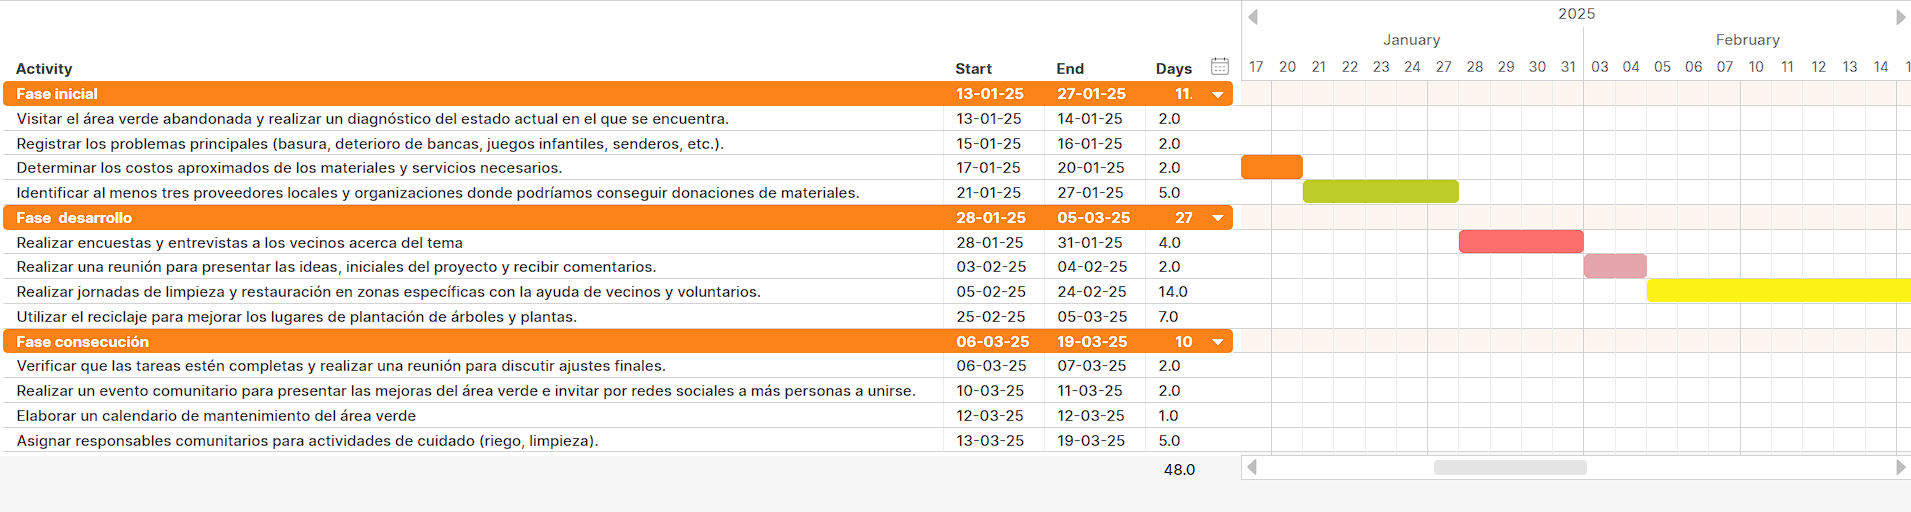 2025
January February
Activity Start End Days 17 20 21 22 23 24 27 28 29 30 31 03 04 05 06 07 10 11 12 13 14
Fase inicial 13-01-25 27-01-25 11.
Visitar el área verde abandonada y realizar un diagnóstico del estado actual en el que se encuentra. 13-01-25 14-01-25 2.0
Registrar los problemas principales (basura, deterioro de bancas, juegos infantiles, senderos, etc.). 15-01-25 16-01-25 2.0
Determinar los costos aproximados de los materiales y servicios necesarios. 17-01-25 20-01-25 2.0
Identificar al menos tres proveedores locales y organizaciones donde podríamos conseguir donaciones de materiales. 21-01-25 27-01-25 5.0
Fase desarrollo 28-01-25 05-03-25 27
Realizar encuestas y entrevistas a los vecinos acerca del tema 28-01-25 31-01-25 4.0
Realizar una reunión para presentar las ideas, iniciales del proyecto y recibir comentarios. 03-02-25 04-02-25 2.0
Realizar jornadas de limpieza y restauración en zonas específicas con la ayuda de vecinos y voluntarios. 05-02-25 24-02-25 14.0
Utilizar el reciclaje para mejorar los lugares de plantación de árboles y plantas. 25-02-25 05-03-25 7.0
Fase consecución 06-03-25 19-03-25 10
Verificar que las tareas estén completas y realizar una reunión para discutir ajustes finales. 06-03-25 07-03-25 2.0
Realizar un evento comunitario para presentar las mejoras del área verde e invitar por redes sociales a más personas a unirse. 10-03-25 11-03-25 2.0
Elaborar un calendario de mantenimiento del área verde 12-03-25 12-03-25 1.0
Asignar responsables comunitarios para actividades de cuidado (riego, limpieza). 13-03-25 19-03-25 5.0
48.0